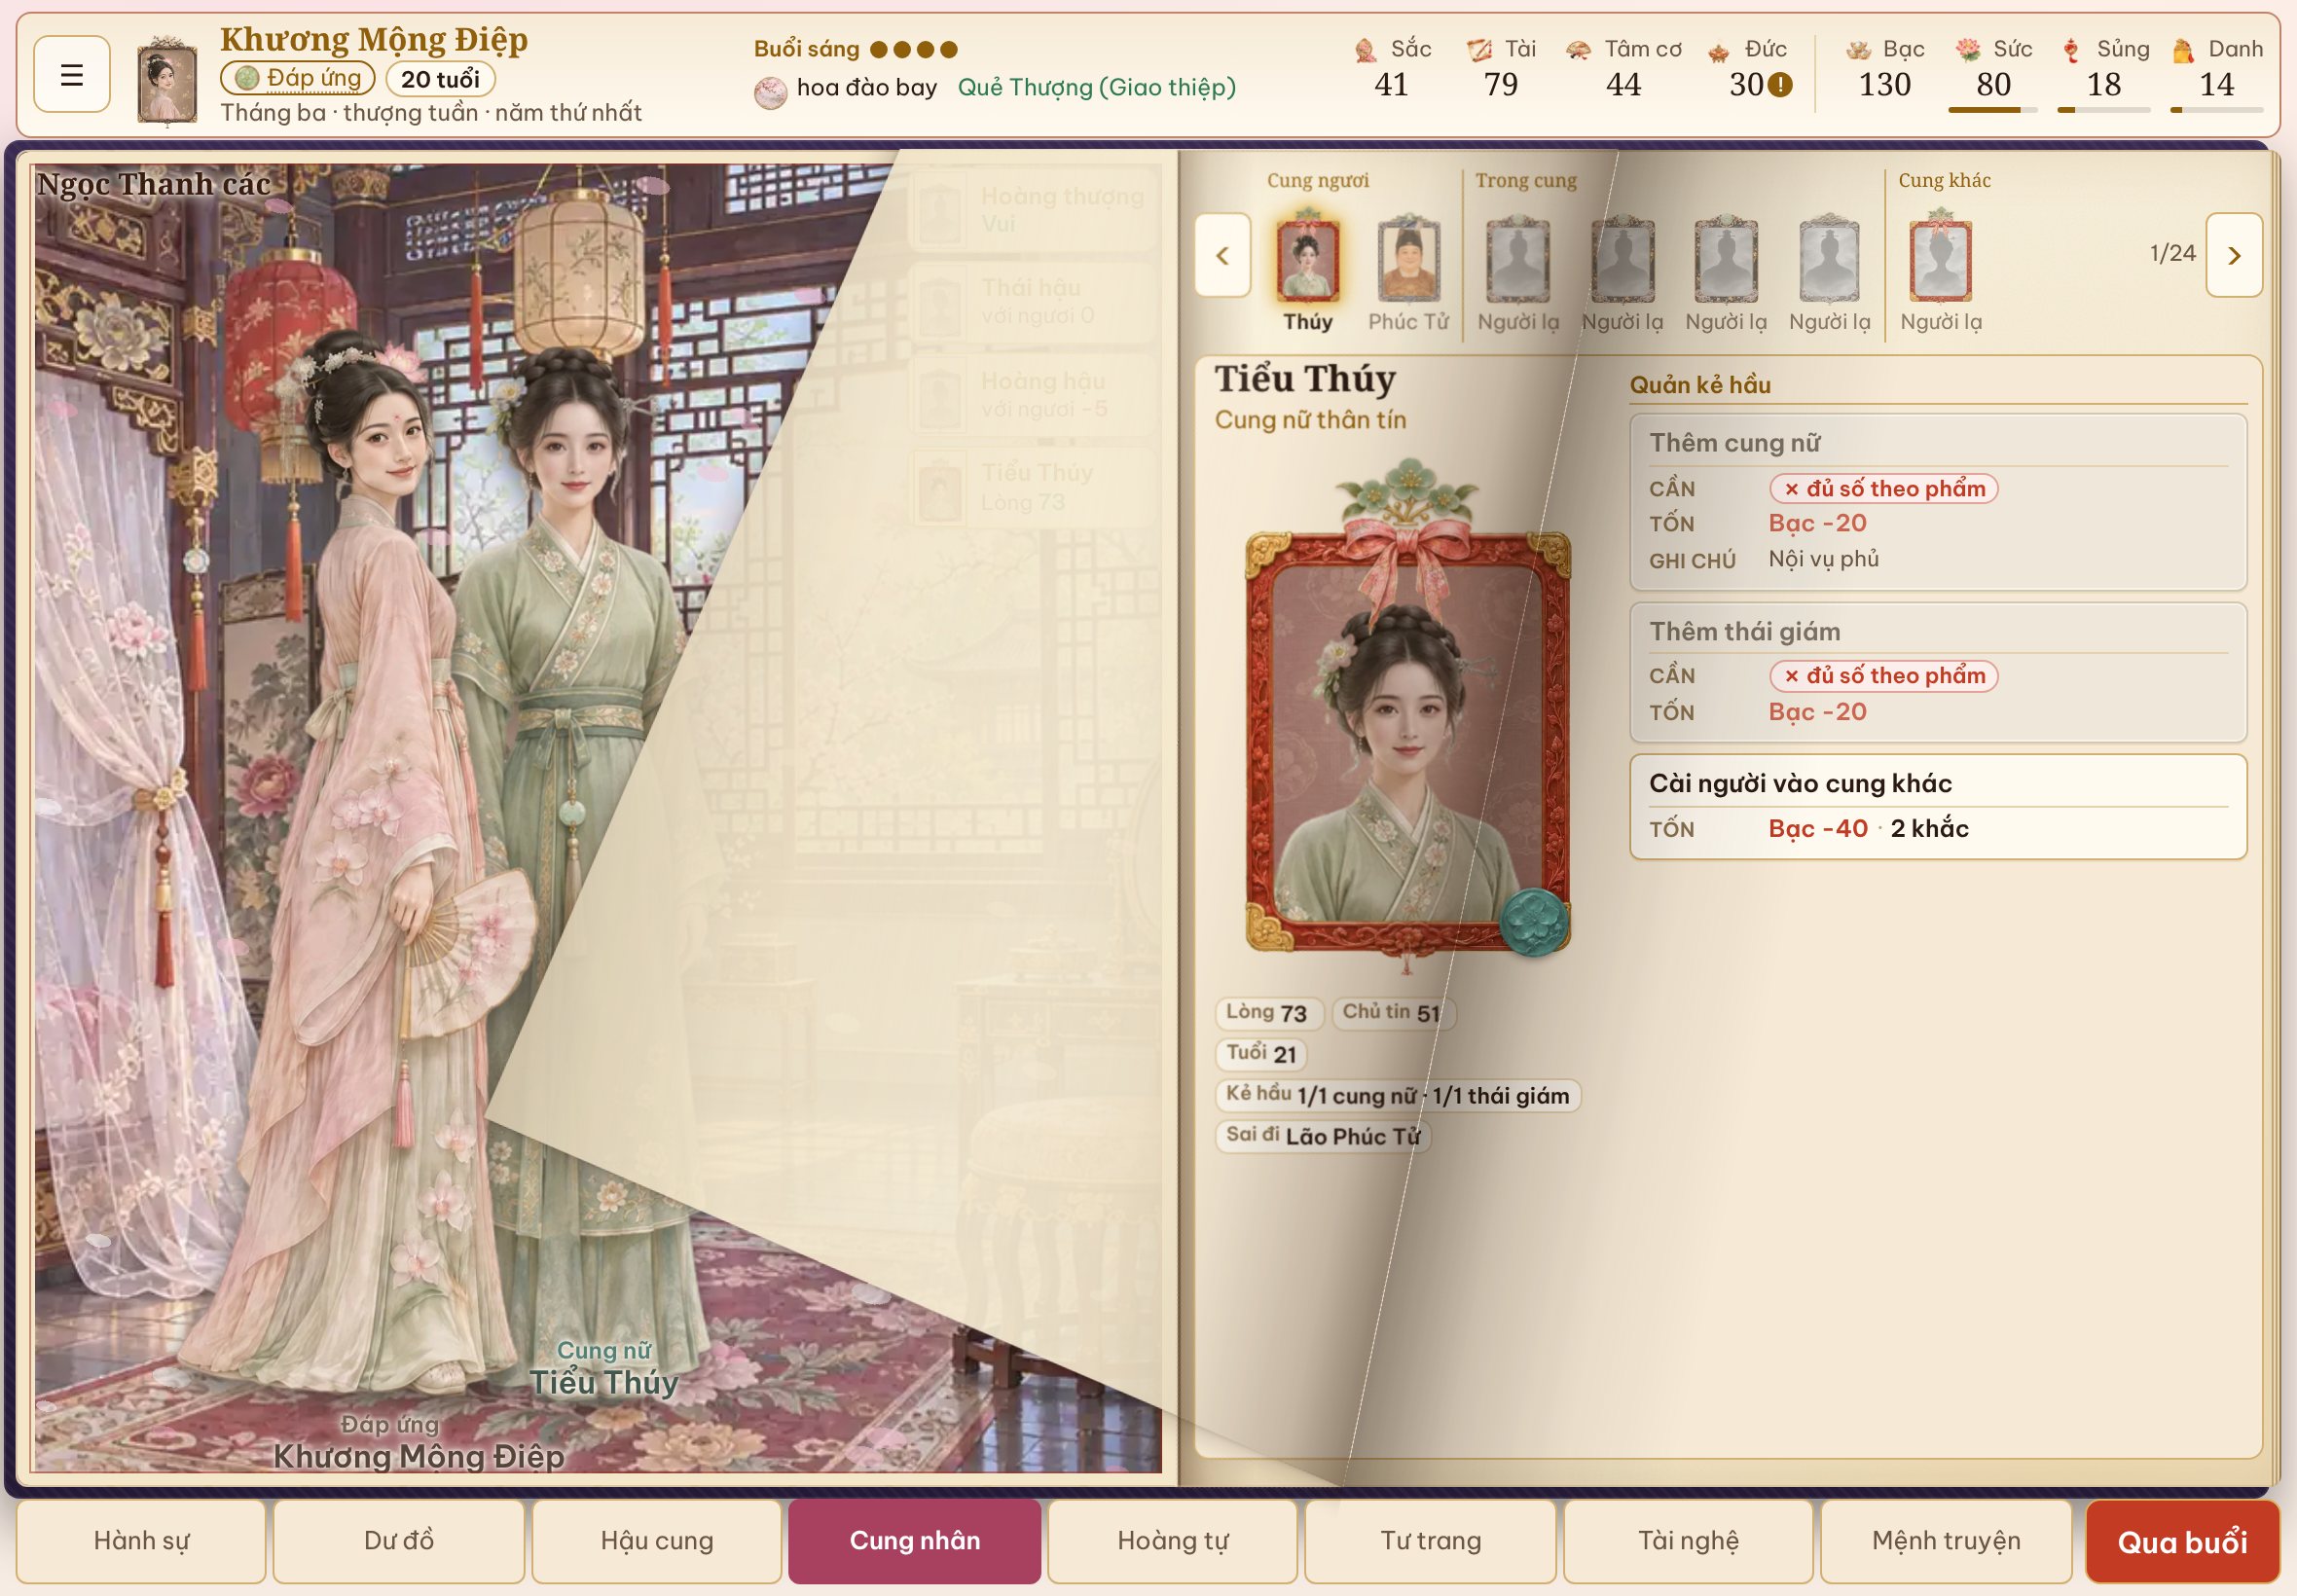 Khương Mộng Điệp
Đáp ứng
20 tuổi
Tháng ba · thượng tuần · năm thứ nhất
Buổi sáng
hoa đào bay Quẻ Thượng (Giao thiệp)
Sắc Tài Tâm cơ Đức Bạc Sức Sủng Danh
41 79 44 30 ! 130 80 18 14
Ngọc Thanh các
Hoàng thượng
Vui
Thái hậu
với ngươi 0
Hoàng hậu
với ngươi -5
Tiểu Thúy
Lòng 73
Cung nữ
Tiểu Thúy
Đáp ứng
Khương Mộng Điệp
Cung ngươi Trong cung Cung khác
1/24
Thúy Phúc Tử Người lạ Người lạ Người lạ Người lạ Người lạ
Tiểu Thúy
Cung nữ thân tín
Lòng 73 Chủ tin 51
Tuổi 21
Kẻ hầu 1/1 cung nữ · 1/1 thái giám
Sai đi Lão Phúc Tử
Quản kẻ hầu
Thêm cung nữ
CẦN × đủ số theo phẩm
TỐN Bạc -20
GHI CHÚ Nội vụ phủ
Thêm thái giám
CẦN × đủ số theo phẩm
TỐN Bạc -20
Cài người vào cung khác
TỐN Bạc -40 · 2 khắc
Hành sự Dư đồ Hậu cung Cung nhân Hoàng tự Tư trang Tài nghệ Mệnh truyện Qua buổi